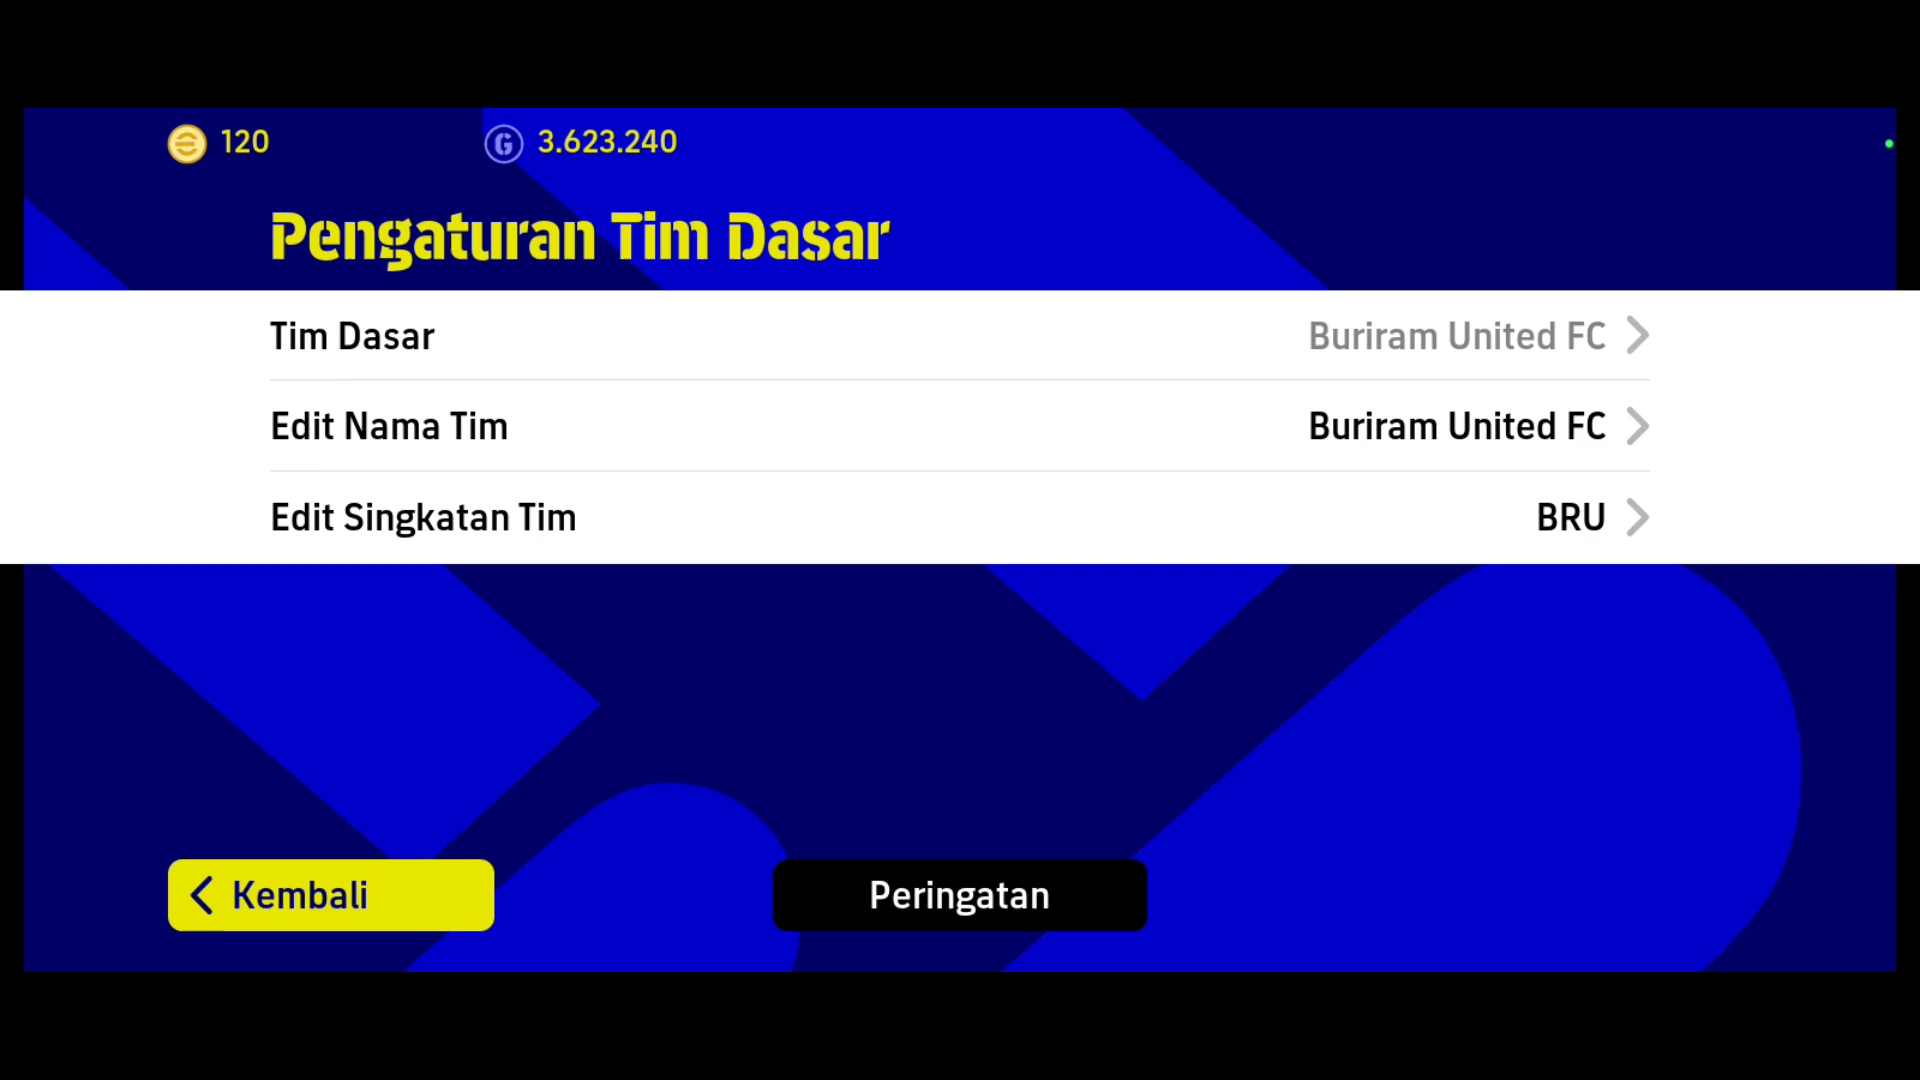 120
3.623.240
Pengaturan Tim Dasar
Tim Dasar Buriram United FC
Edit Nama Tim Buriram United FC
Edit Singkatan Tim BRU
Kembali
Peringatan